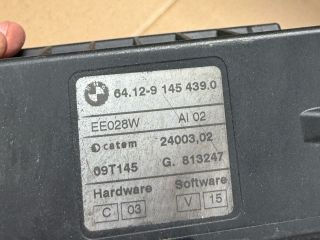 64.12-9 145 439.0
EE028W AI 02
catem 24003,02
09T145 G. 813247
Hardware Software
C 03 V 15